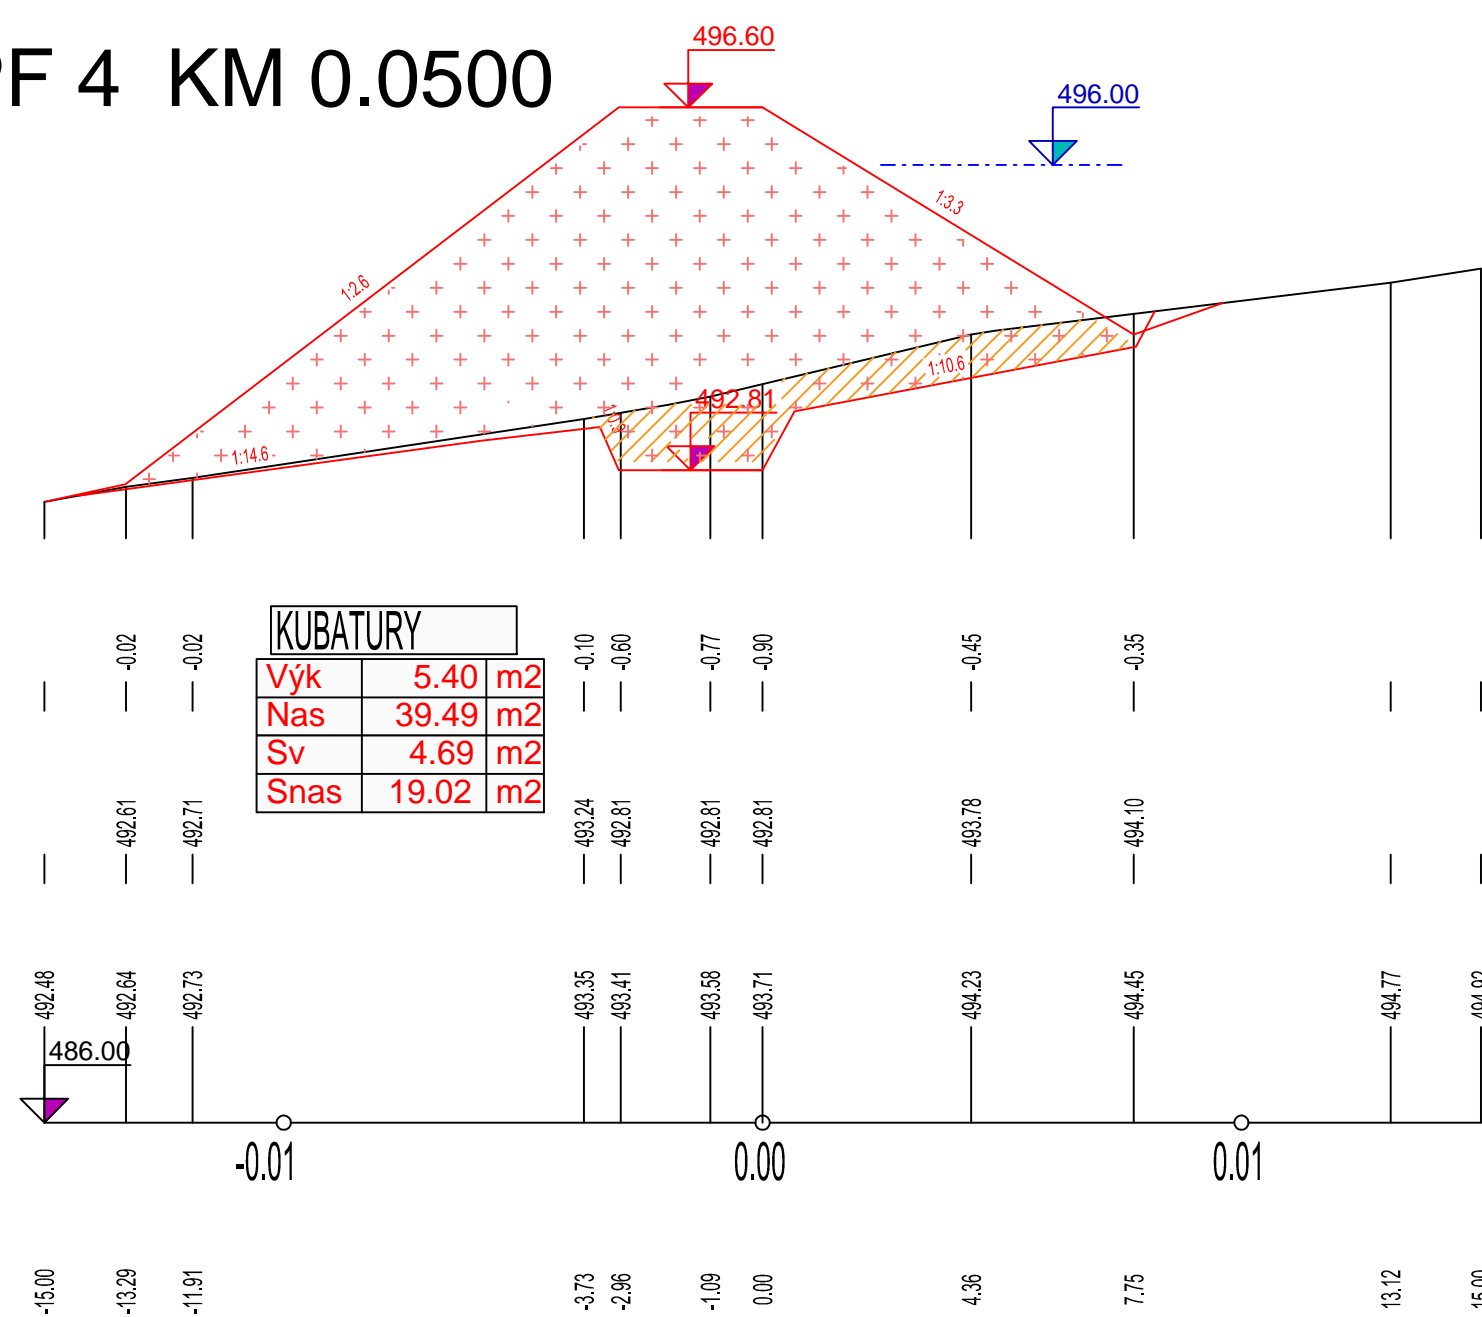 PF 4 KM 0.0500
496.60
496.00
1:3.3
1:2.6
1:10.6
492.81
1:14.6
KUBATURY
Výk 5.40 m2
Nas 39.49 m2
Sv 4.69 m2
Snas 19.02 m2
-0.02 -0.02 -0.10 -0.60 -0.77 -0.90 -0.45 -0.35
492.61 492.71 493.24 492.81 492.81 492.81 493.78 494.10
492.48 492.64 492.73 493.35 493.41 493.58 493.71 494.23 494.45 494.77 494.92
486.00
-0.01 0.00 0.01
-15.00 -13.29 -11.91 -3.73 -2.96 -1.09 0.00 4.36 7.75 13.12 15.00